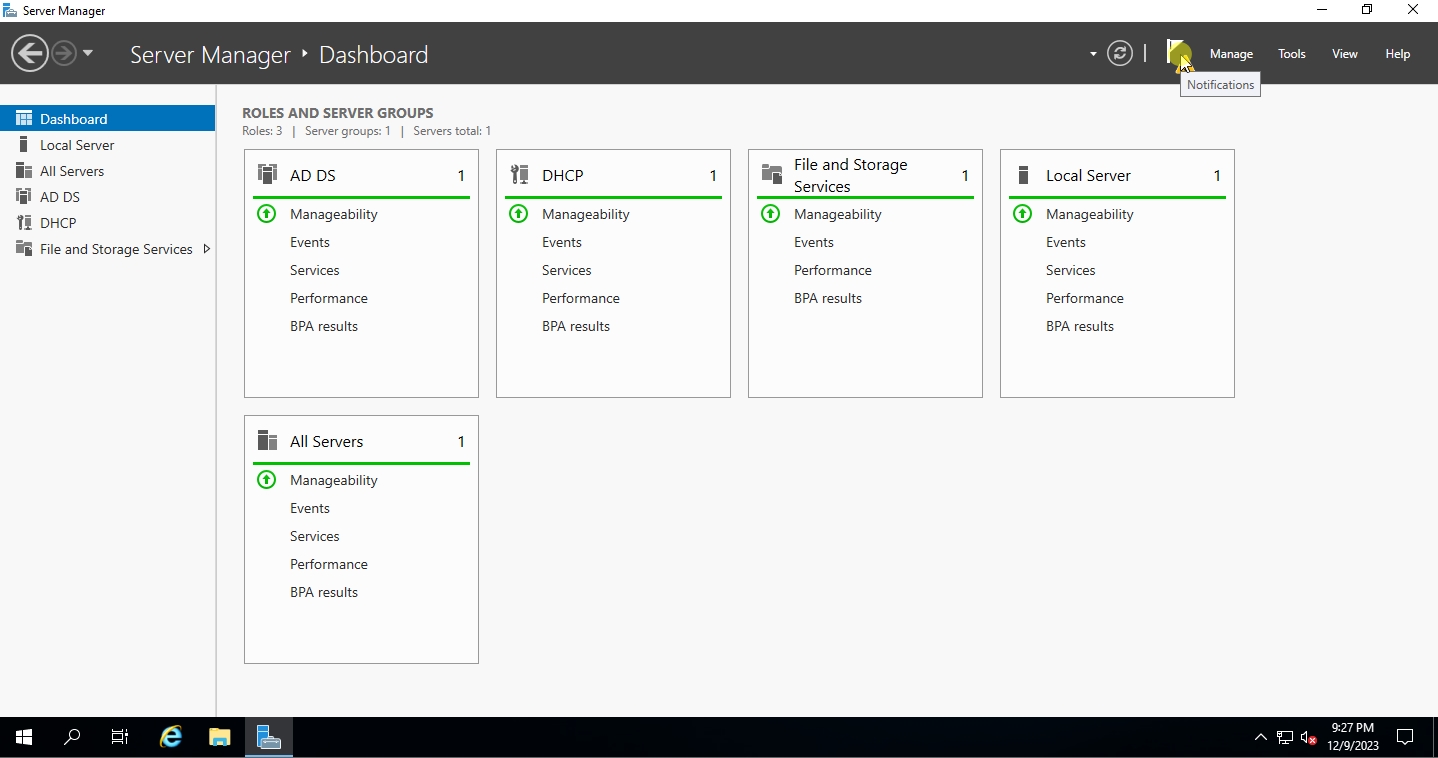 Server Manager
Server Manager ‣ Dashboard
Manage Tools View Help
Notifications
Dashboard
Local Server
All Servers
AD DS
DHCP
File and Storage Services
ROLES AND SERVER GROUPS
Roles: 3 | Server groups: 1 | Servers total: 1
AD DS 1
Manageability
Events
Services
Performance
BPA results
DHCP 1
Manageability
Events
Services
Performance
BPA results
File and Storage
Services 1
Manageability
Events
Performance
BPA results
Local Server 1
Manageability
Events
Services
Performance
BPA results
All Servers 1
Manageability
Events
Services
Performance
BPA results
9:27 PM
12/9/2023